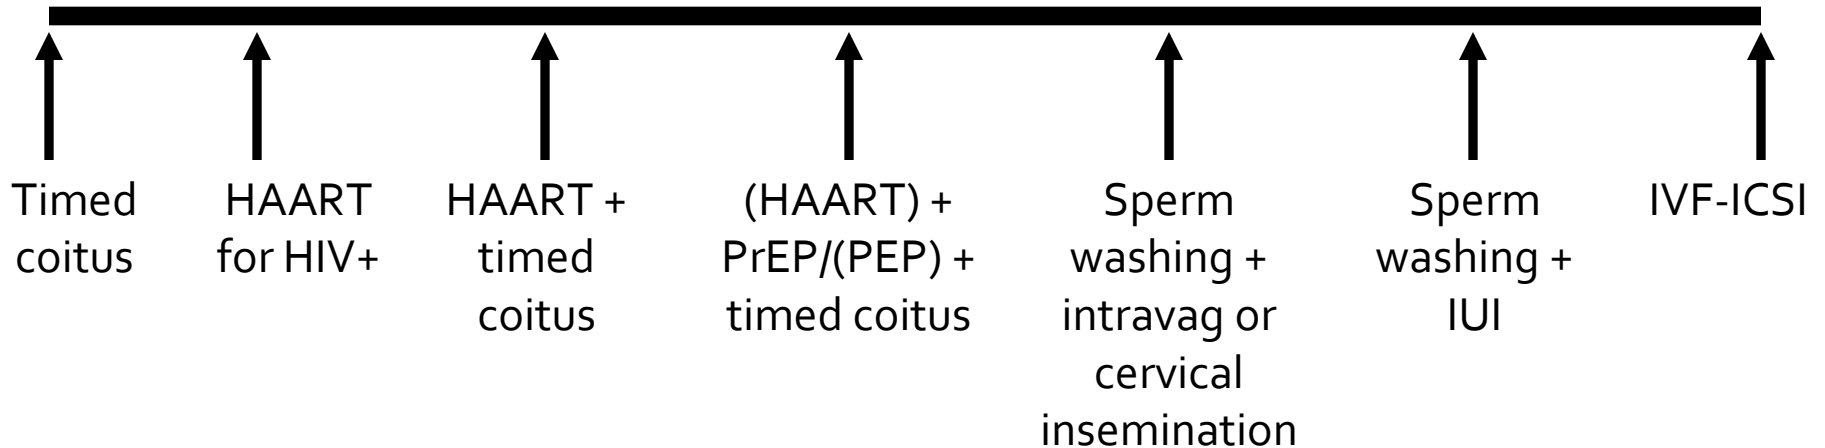 Timed
coitus
HAART
for HIV+
HAART +
timed
coitus
(HAART) +
PrEP/(PEP) +
timed coitus
Sperm
washing +
intravag or
cervical
insemination
Sperm
washing +
IUI
IVF-ICSI